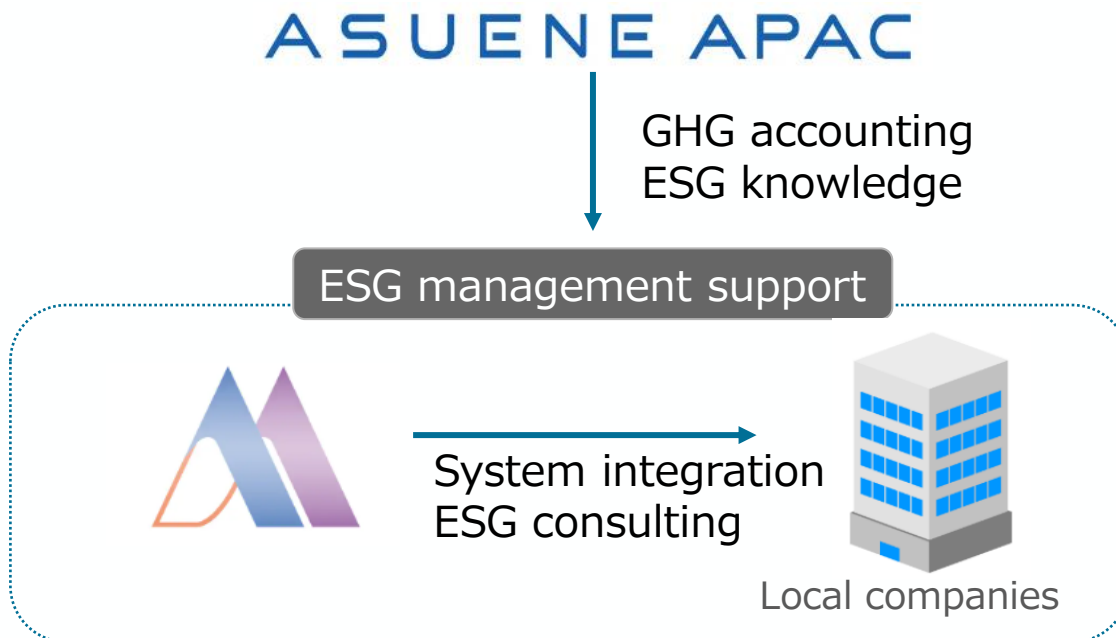 ASUENE APAC
GHG accounting
ESG knowledge
ESG management support
System integration
ESG consulting
Local companies